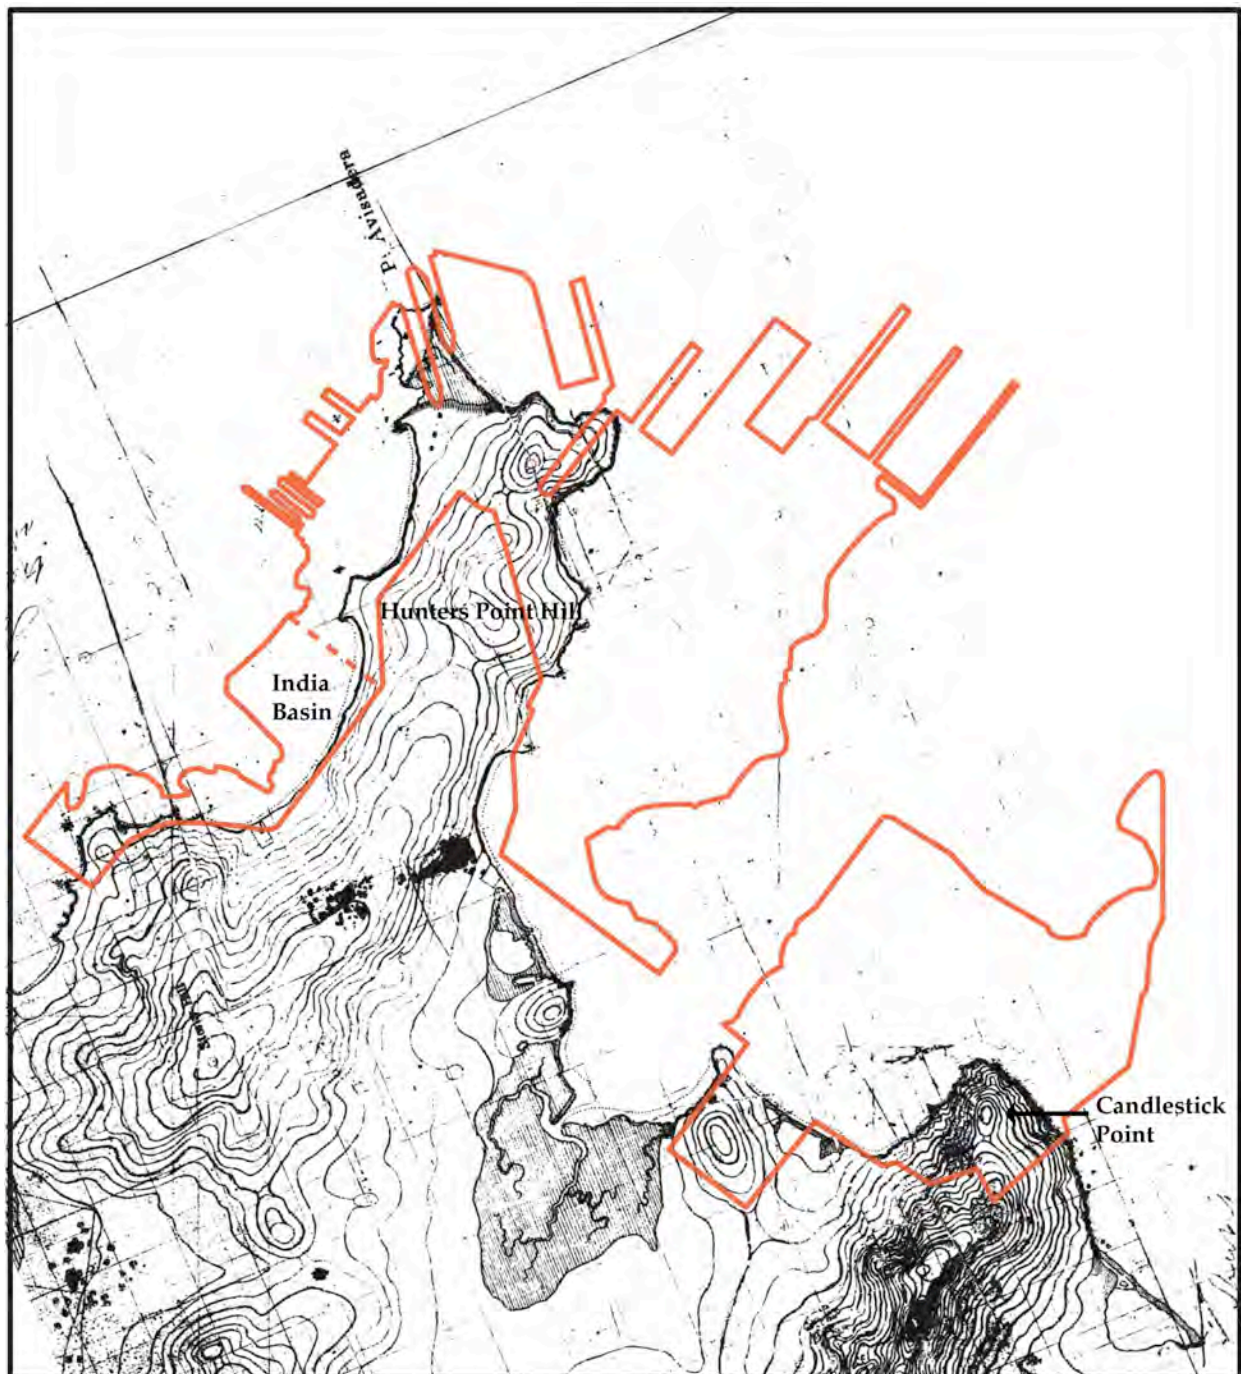 P. Avisadera
Hunters Point Hill
India
Basin
Candlestick
Point